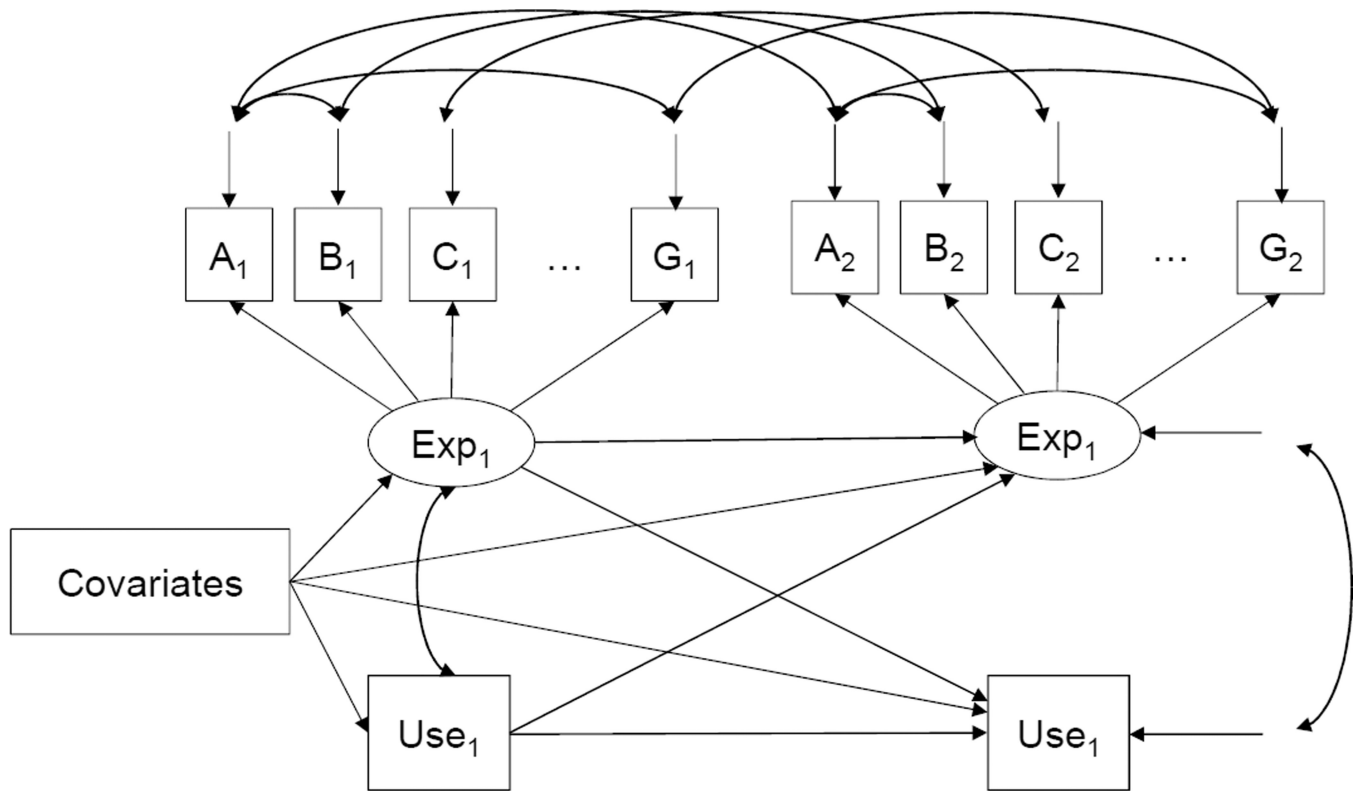 A₁ B₁ C₁ ... G₁ A₂ B₂ C₂ ... G₂
Exp₁ Exp₁
Covariates
Use₁ Use₁